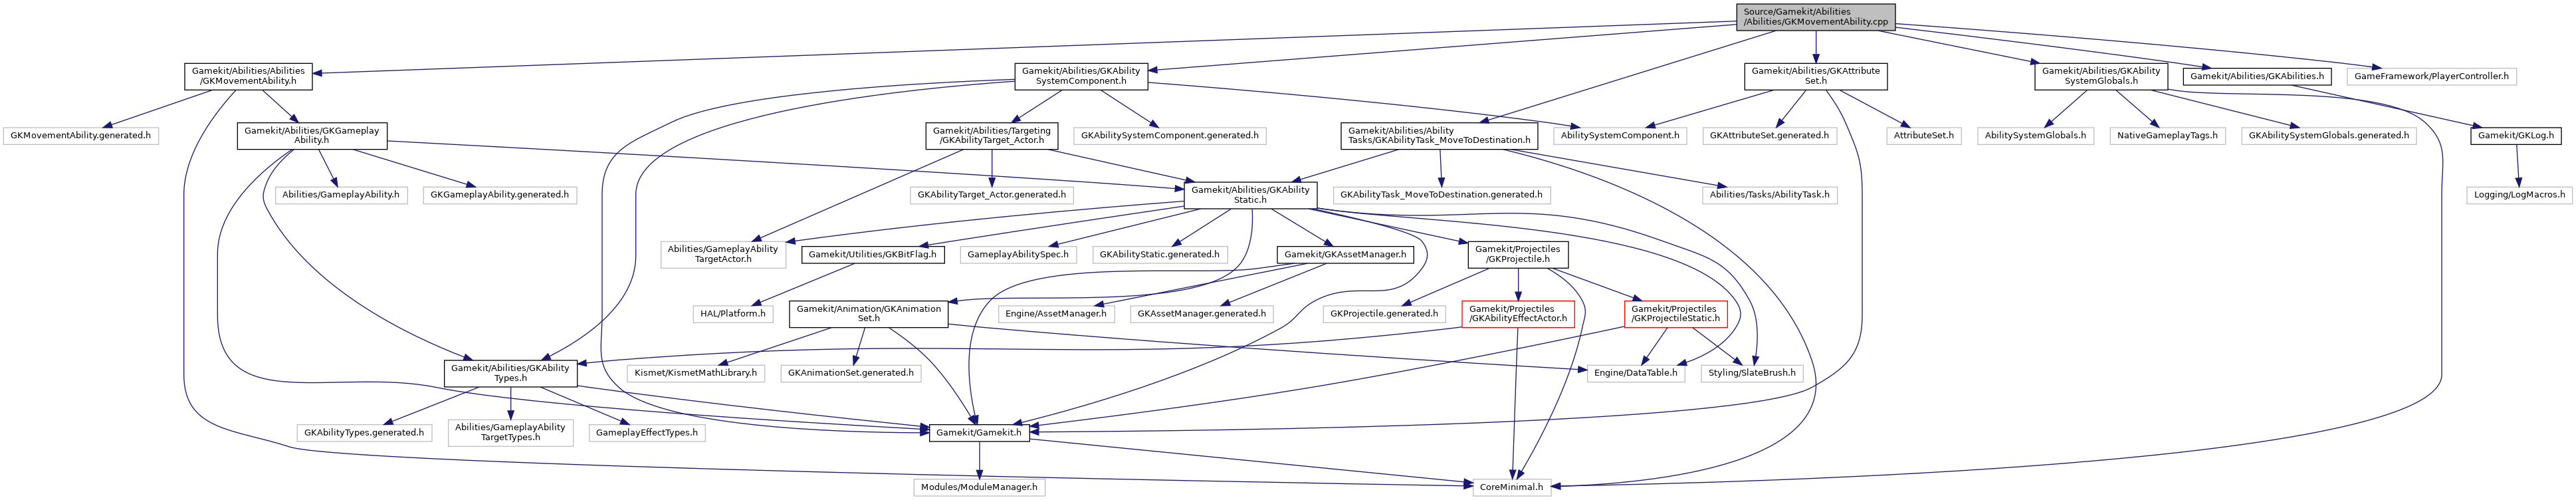 Source/Gamekit/Abilities
/Abilities/GKMovementAbility.cpp
Gamekit/Abilities/Abilities
/GKMovementAbility.h
Gamekit/Abilities/GKAbility
SystemComponent.h
Gamekit/Abilities/GKAttribute
Set.h
Gamekit/Abilities/GKAbility
SystemGlobals.h
Gamekit/Abilities/GKAbilities.h
GameFramework/PlayerController.h
GKMovementAbility.generated.h
Gamekit/Abilities/GKGameplay
Ability.h
Gamekit/Abilities/Targeting
/GKAbilityTarget_Actor.h
GKAbilitySystemComponent.generated.h
Gamekit/Abilities/Ability
Tasks/GKAbilityTask_MoveToDestination.h
AbilitySystemComponent.h
GKAttributeSet.generated.h
AttributeSet.h
AbilitySystemGlobals.h
NativeGameplayTags.h
GKAbilitySystemGlobals.generated.h
Gamekit/GKLog.h
Abilities/GameplayAbility.h
GKGameplayAbility.generated.h
GKAbilityTarget_Actor.generated.h
Gamekit/Abilities/GKAbility
Static.h
GKAbilityTask_MoveToDestination.generated.h
Abilities/Tasks/AbilityTask.h
Logging/LogMacros.h
Abilities/GameplayAbility
TargetActor.h
Gamekit/Utilities/GKBitFlag.h
GameplayAbilitySpec.h
GKAbilityStatic.generated.h
Gamekit/GKAssetManager.h
Gamekit/Projectiles
/GKProjectile.h
HAL/Platform.h
Gamekit/Animation/GKAnimation
Set.h
Engine/AssetManager.h
GKAssetManager.generated.h
GKProjectile.generated.h
Gamekit/Projectiles
/GKAbilityEffectActor.h
Gamekit/Projectiles
/GKProjectileStatic.h
Gamekit/Abilities/GKAbility
Types.h
Kismet/KismetMathLibrary.h
GKAnimationSet.generated.h
Engine/DataTable.h
Styling/SlateBrush.h
GKAbilityTypes.generated.h
Abilities/GameplayAbility
TargetTypes.h
GameplayEffectTypes.h
Gamekit/Gamekit.h
Modules/ModuleManager.h
CoreMinimal.h